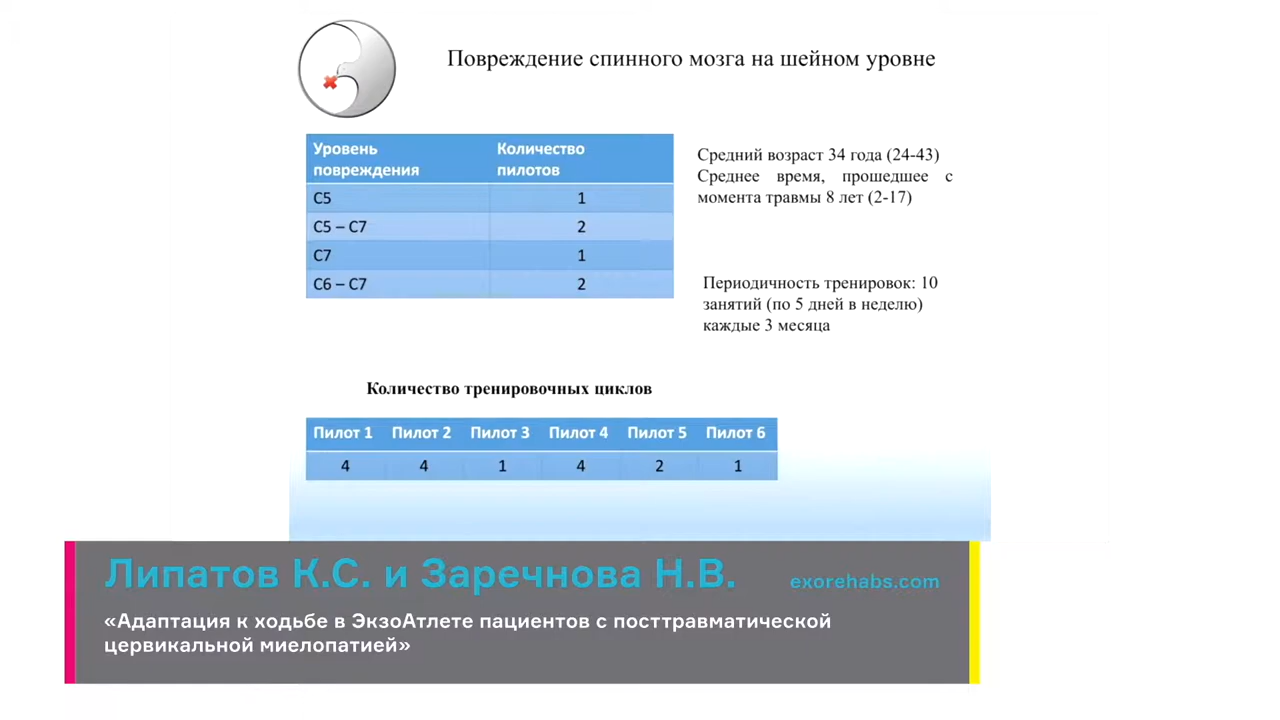 Повреждение спинного мозга на шейном уровне
Уровень повреждения Количество пилотов
C5 1
C5 – C7 2
C7 1
C6 – C7 2
Средний возраст 34 года (24-43)
Среднее время, прошедшее с
момента травмы 8 лет (2-17)
Периодичность тренировок: 10
занятий (по 5 дней в неделю)
каждые 3 месяца
Количество тренировочных циклов
Пилот 1 Пилот 2 Пилот 3 Пилот 4 Пилот 5 Пилот 6
4 4 1 4 2 1
Липатов К.С. и Заречнова Н.В.
exorehabs.com
«Адаптация к ходьбе в ЭкзоАтлете пациентов с посттравматической
цервикальной миелопатией»